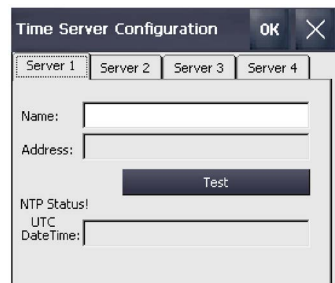 Time Server Configuration OK
Server 1 Server 2 Server 3 Server 4
Name:
Address:
Test
NTP Status!
UTC
DateTime: